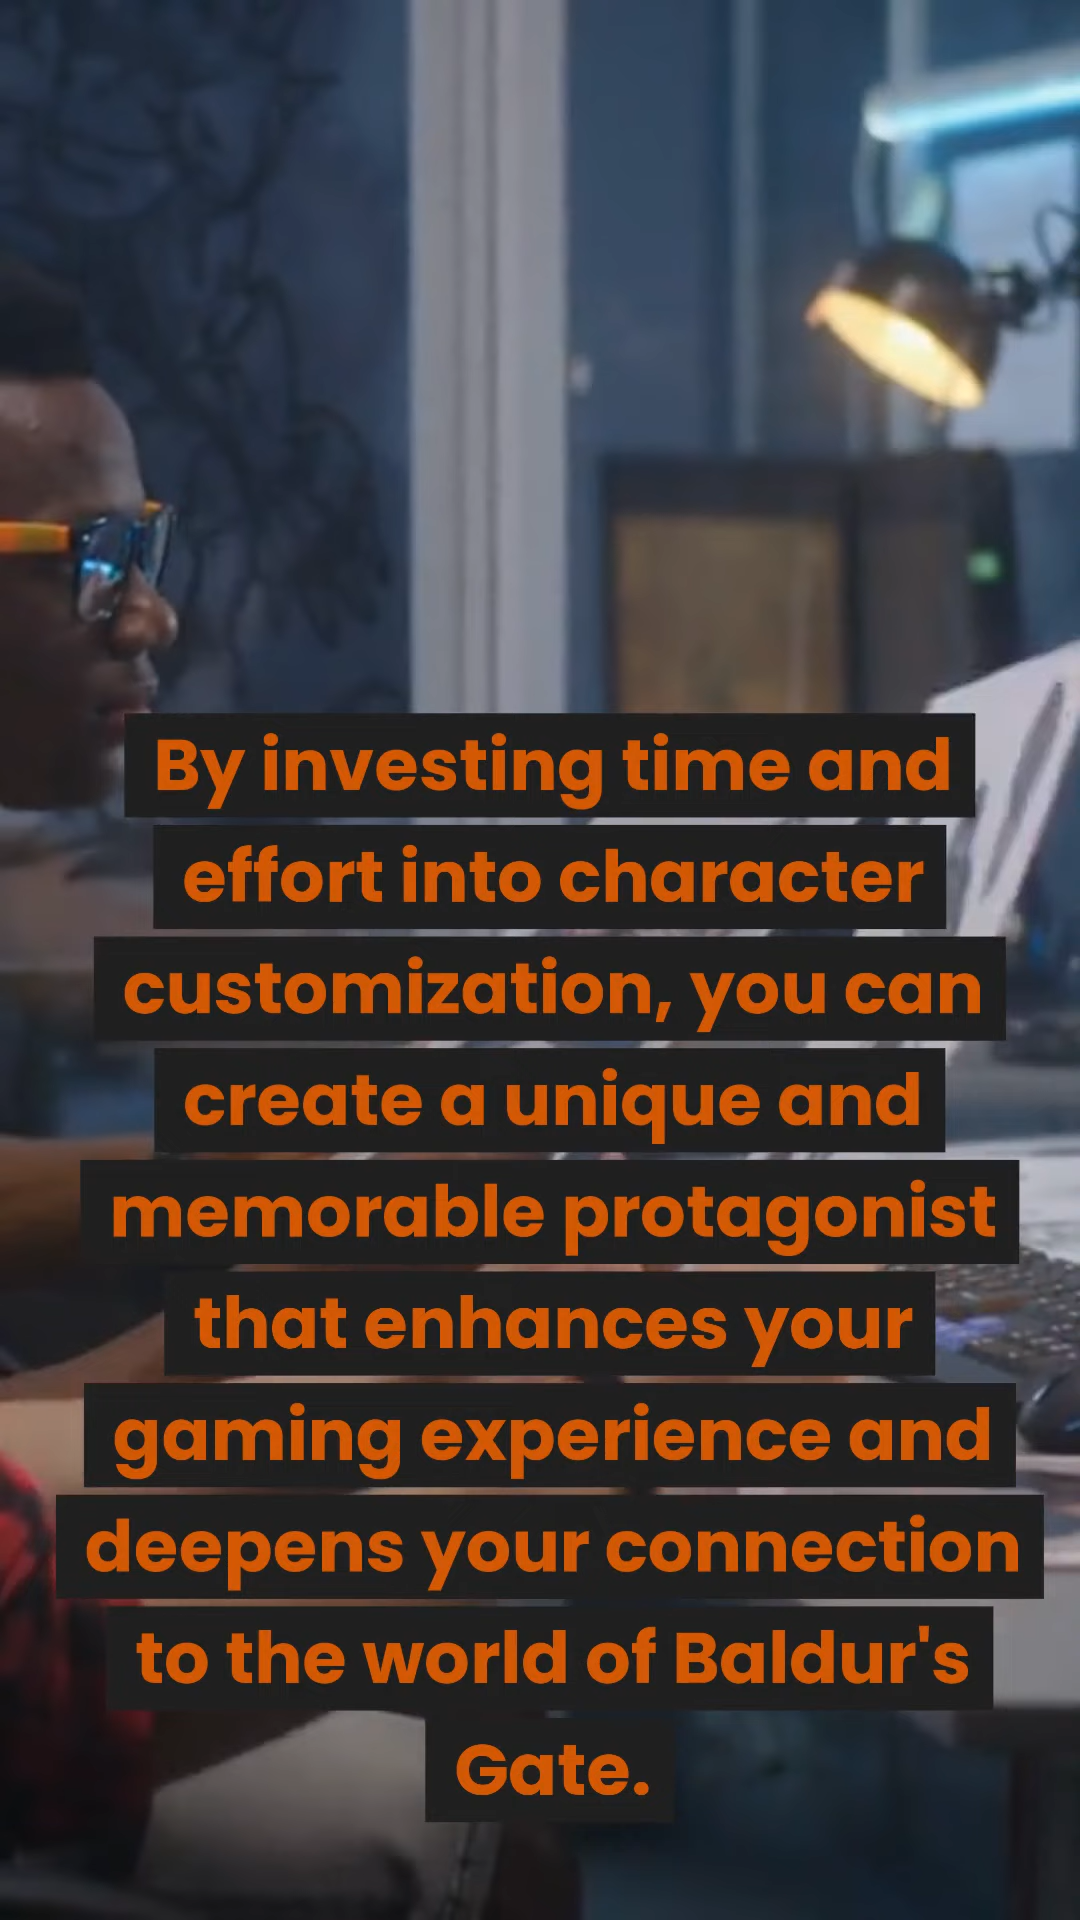 By investing time and
effort into character
customization, you can
create a unique and
memorable protagonist
that enhances your
gaming experience and
deepens your connection
to the world of Baldur's
Gate.